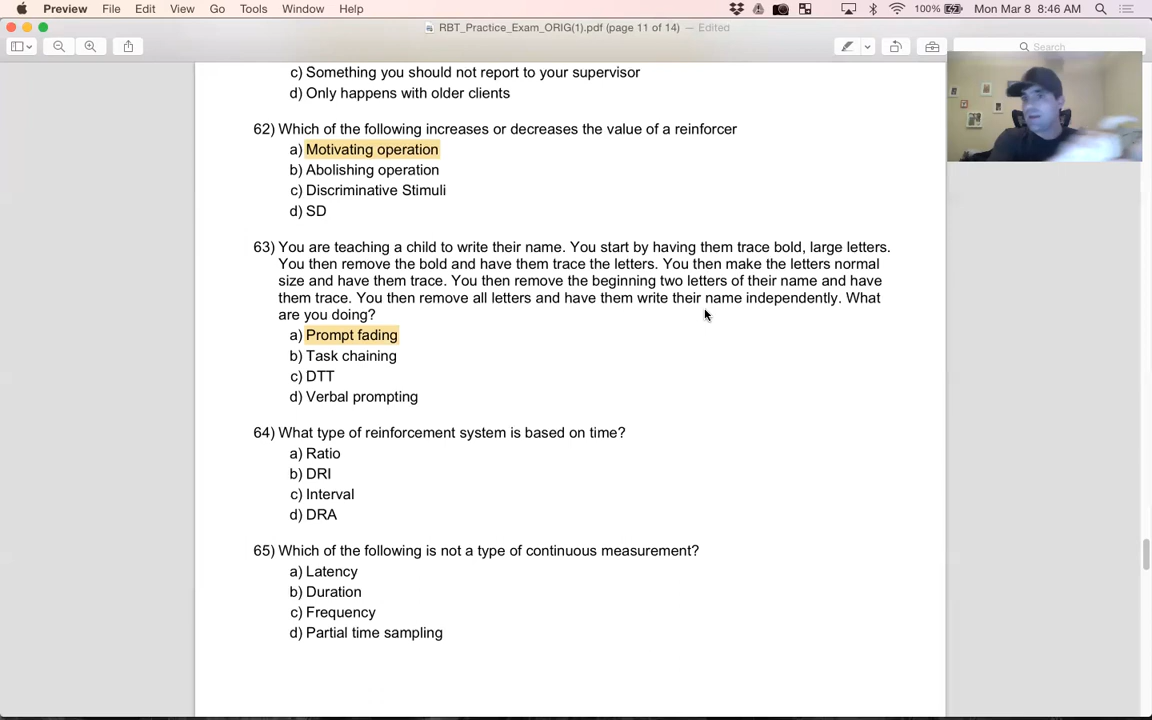 Preview File Edit View Go Tools Window Help 100% Mon Mar 8 8:46 AM
RBT_Practice_Exam_ORIG(1).pdf (page 11 of 14) — Edited
Search
c) Something you should not report to your supervisor
d) Only happens with older clients
62) Which of the following increases or decreases the value of a reinforcer
a) Motivating operation
b) Abolishing operation
c) Discriminative Stimuli
d) SD
63) You are teaching a child to write their name. You start by having them trace bold, large letters.
You then remove the bold and have them trace the letters. You then make the letters normal
size and have them trace. You then remove the beginning two letters of their name and have
them trace. You then remove all letters and have them write their name independently. What
are you doing?
a) Prompt fading
b) Task chaining
c) DTT
d) Verbal prompting
64) What type of reinforcement system is based on time?
a) Ratio
b) DRI
c) Interval
d) DRA
65) Which of the following is not a type of continuous measurement?
a) Latency
b) Duration
c) Frequency
d) Partial time sampling